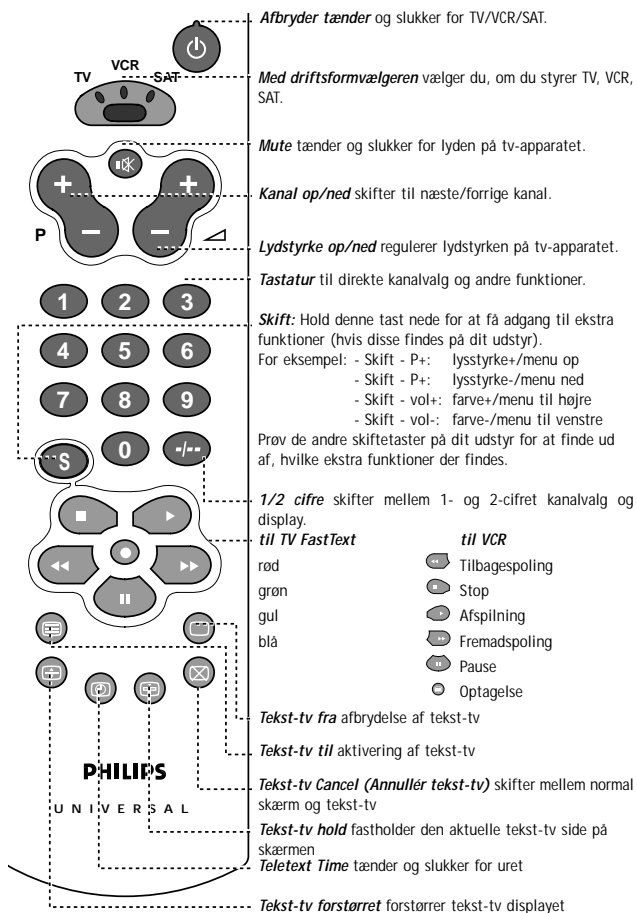 Afbryder tænder og slukker for TV/VCR/SAT.
VCR
TV
SAT
Med driftsformvælgeren vælger du, om du styrer TV, VCR,
SAT.
Mute tænder og slukker for lyden på tv-apparatet.
+
+
Kanal op/ned skifter til næste/forrige kanal.
P
−
−
Lydstyrke op/ned regulerer lydstyrken på tv-apparatet.
Tastatur til direkte kanalvalg og andre funktioner.
1 2 3
Skift: Hold denne tast nede for at få adgang til ekstra
funktioner (hvis disse findes på dit udstyr).
4 5 6
For eksempel: - Skift - P+: lysstyrke+/menu op
- Skift - P+: lysstyrke-/menu ned
7 8 9
- Skift - vol+: farve+/menu til højre
- Skift - vol-: farve-/menu til venstre
Prøv de andre skiftetaster på dit udstyr for at finde ud
af, hvilke ekstra funktioner der findes.
S 0 -/--
1/2 cifre skifter mellem 1- og 2-cifret kanalvalg og
display.
til TV FastText til VCR
rød Tilbagespoling
grøn Stop
gul Afspilning
blå Fremadspoling
Pause
Optagelse
Tekst-tv fra afbrydelse af tekst-tv
Tekst-tv til aktivering af tekst-tv
PHILIPS
Tekst-tv Cancel (Annullér tekst-tv) skifter mellem normal
skærm og tekst-tv
UNIVERSAL
Tekst-tv hold fastholder den aktuelle tekst-tv side på
skærmen
Teletext Time tænder og slukker for uret
Tekst-tv forstørret forstørrer tekst-tv displayet